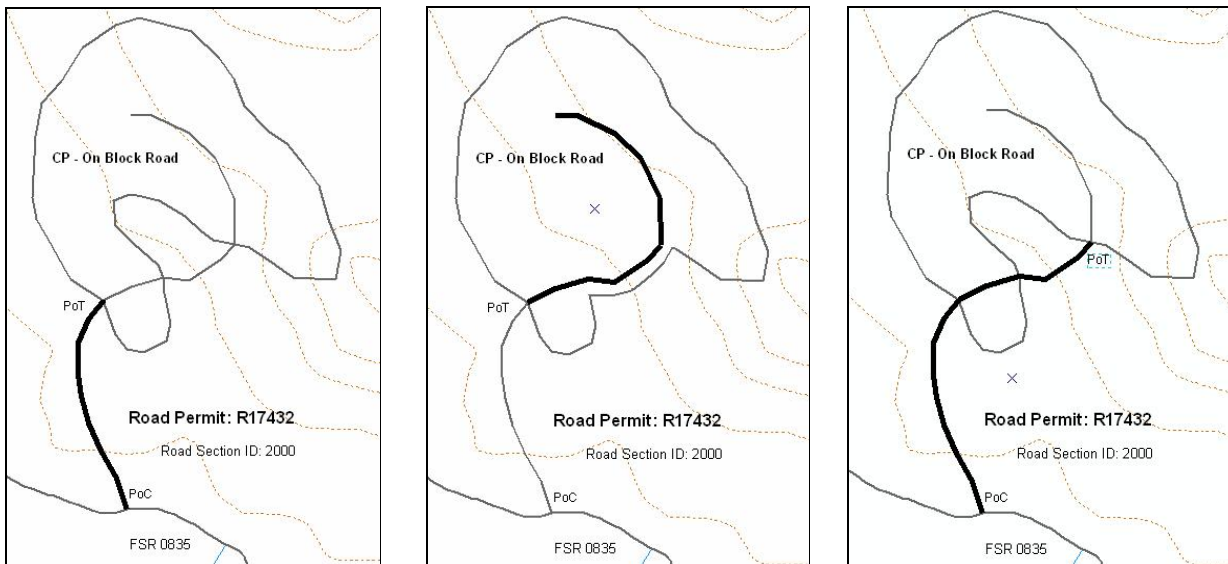 CP - On Block Road
PoT
Road Permit: R17432
Road Section ID: 2000
PoC
FSR 0835
CP - On Block Road
PoT
Road Permit: R17432
Road Section ID: 2000
PoC
FSR 0835
CP - On Block Road
PoT
Road Permit: R17432
Road Section ID: 2000
PoC
FSR 0835